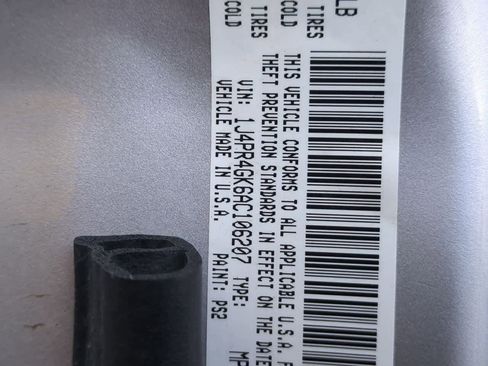 LB
TIRES TIRES
COLD COLD
THIS VEHICLE CONFORMS TO ALL APPLICABLE U.S.A. F
THEFT PREVENTION STANDARDS IN EFFECT ON THE DATE
VIN: 1J4PR4GK6AC106207 TYPE: MP
VEHICLE MADE IN U.S.A. PAINT: PS2